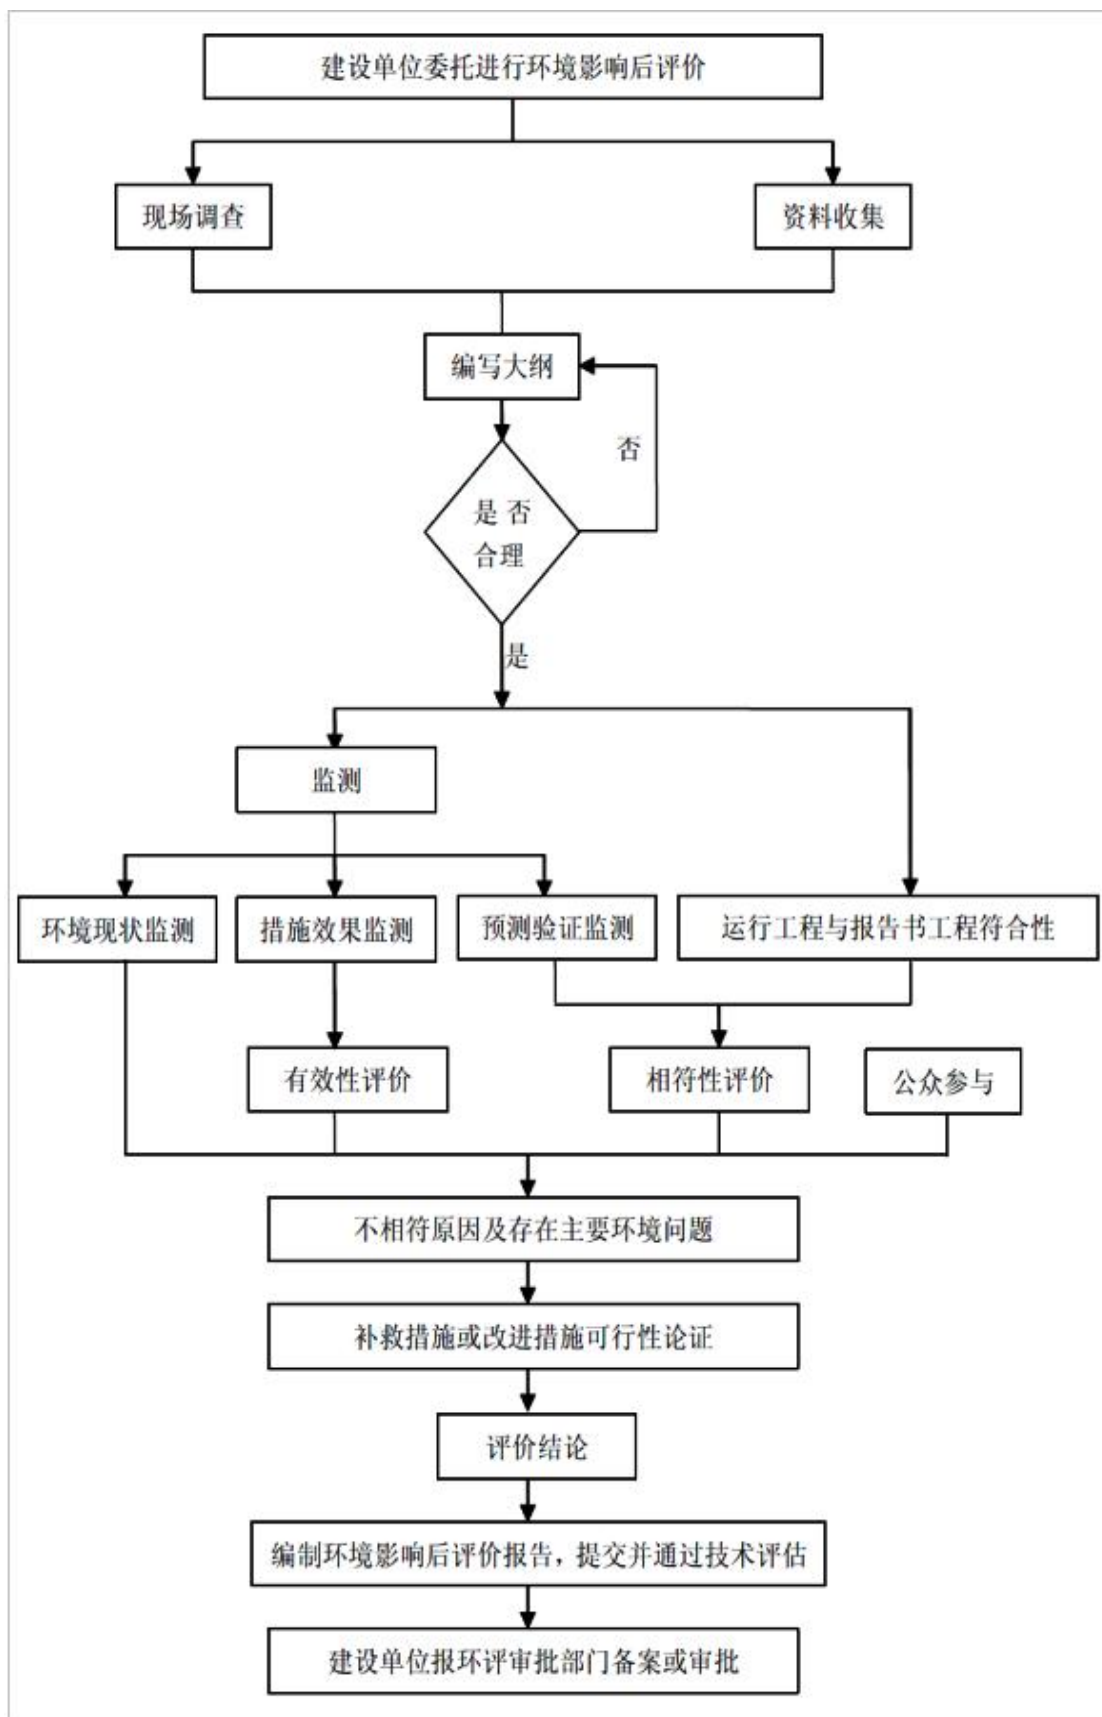 建设单位委托进行环境影响后评价
现场调查
资料收集
编写大纲
否
是 否
合理
是
监测
环境现状监测
措施效果监测
预测验证监测
运行工程与报告书工程符合性
有效性评价
相符性评价
公众参与
不相符原因及存在主要环境问题
补救措施或改进措施可行性论证
评价结论
编制环境影响后评价报告，提交并通过技术评估
建设单位报环评审批部门备案或审批